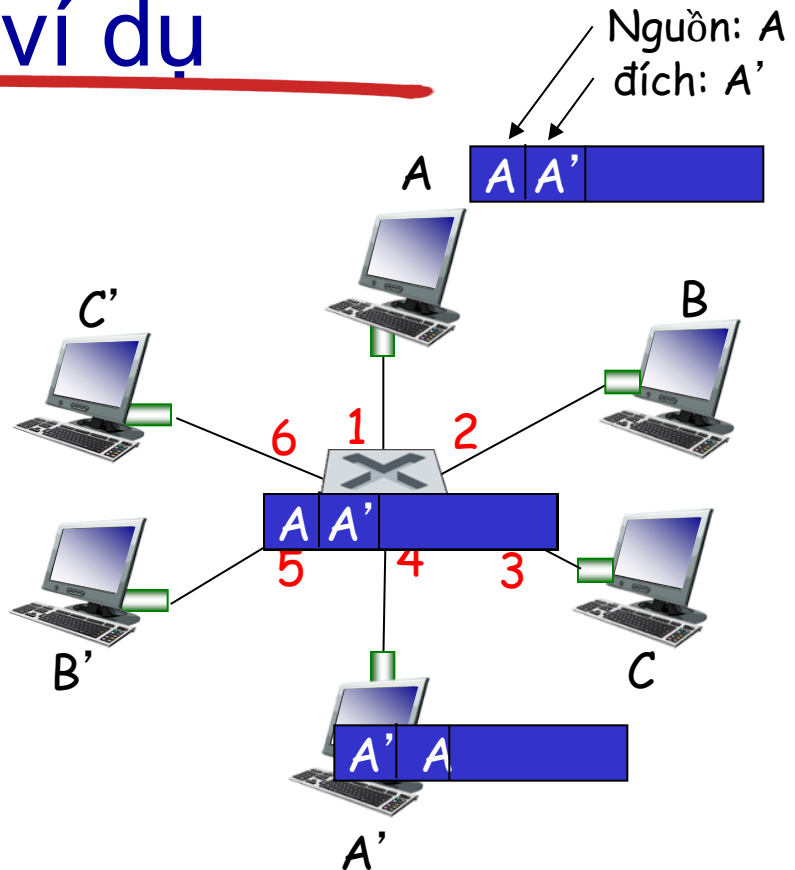 ví dụ
Nguồn: A
đích: A’
A
A A’
C’
B
6 1 2
A A’
5 4 3
B’
C
A’ A
A’